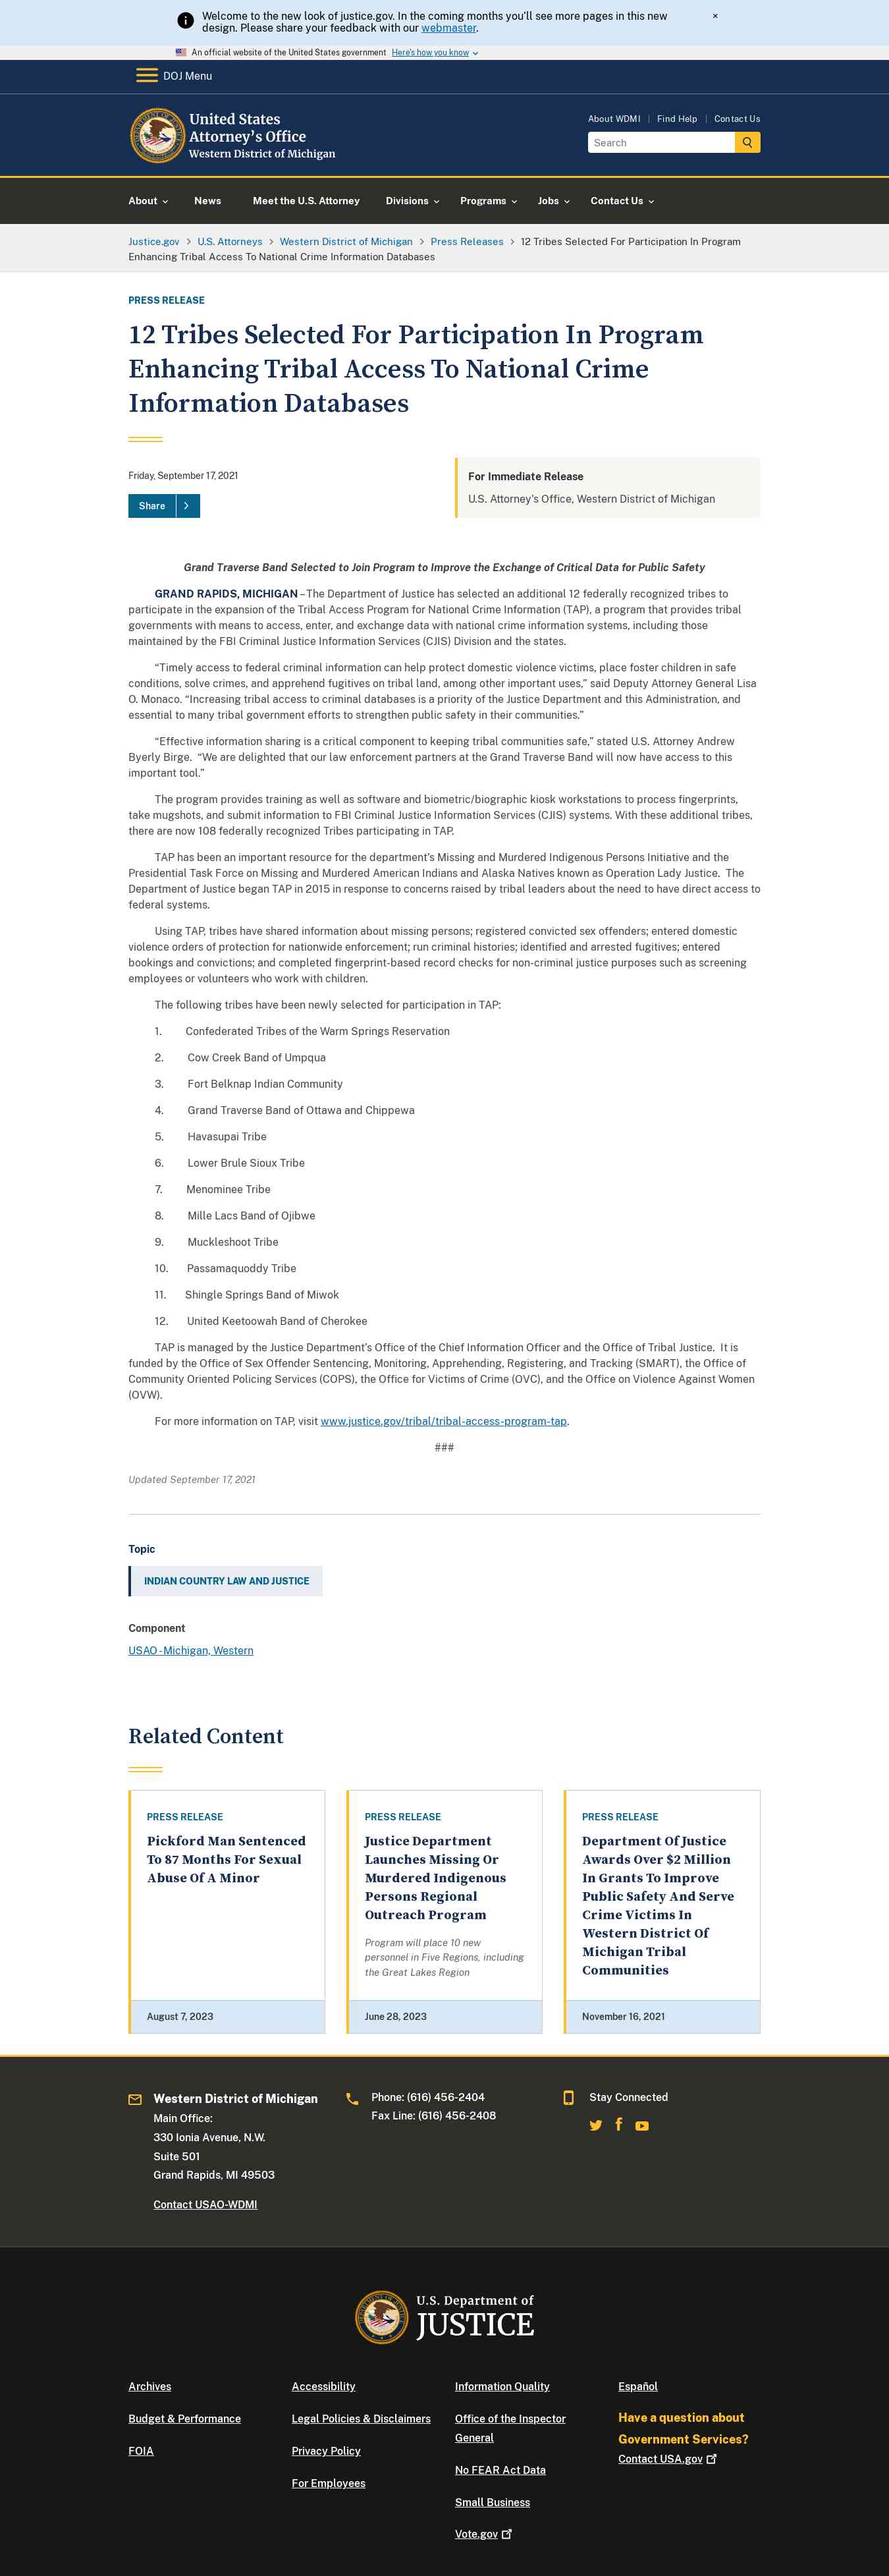 Welcome to the new look of justice.gov. In the coming months you'll see more pages in this new
design. Please share your feedback with our webmaster.
×
An official website of the United States government Here's how you know
DOJ Menu
United States
Attorney's Office
Western District of Michigan
About WDMI | Find Help | Contact Us
Search
About
News
Meet the U.S. Attorney
Divisions
Programs
Jobs
Contact Us
Justice.gov > U.S. Attorneys > Western District of Michigan > Press Releases > 12 Tribes Selected For Participation In Program
Enhancing Tribal Access To National Crime Information Databases
PRESS RELEASE
12 Tribes Selected For Participation In Program
Enhancing Tribal Access To National Crime
Information Databases
Friday, September 17, 2021
Share
For Immediate Release
U.S. Attorney's Office, Western District of Michigan
Grand Traverse Band Selected to Join Program to Improve the Exchange of Critical Data for Public Safety
GRAND RAPIDS, MICHIGAN – The Department of Justice has selected an additional 12 federally recognized tribes to
participate in the expansion of the Tribal Access Program for National Crime Information (TAP), a program that provides tribal
governments with means to access, enter, and exchange data with national crime information systems, including those
maintained by the FBI Criminal Justice Information Services (CJIS) Division and the states.
“Timely access to federal criminal information can help protect domestic violence victims, place foster children in safe
conditions, solve crimes, and apprehend fugitives on tribal land, among other important uses,” said Deputy Attorney General Lisa
O. Monaco. “Increasing tribal access to criminal databases is a priority of the Justice Department and this Administration, and
essential to many tribal government efforts to strengthen public safety in their communities.”
“Effective information sharing is a critical component to keeping tribal communities safe,” stated U.S. Attorney Andrew
Byerly Birge. “We are delighted that our law enforcement partners at the Grand Traverse Band will now have access to this
important tool.”
The program provides training as well as software and biometric/biographic kiosk workstations to process fingerprints,
take mugshots, and submit information to FBI Criminal Justice Information Services (CJIS) systems. With these additional tribes,
there are now 108 federally recognized Tribes participating in TAP.
TAP has been an important resource for the department's Missing and Murdered Indigenous Persons Initiative and the
Presidential Task Force on Missing and Murdered American Indians and Alaska Natives known as Operation Lady Justice. The
Department of Justice began TAP in 2015 in response to concerns raised by tribal leaders about the need to have direct access to
federal systems.
Using TAP, tribes have shared information about missing persons; registered convicted sex offenders; entered domestic
violence orders of protection for nationwide enforcement; run criminal histories; identified and arrested fugitives; entered
bookings and convictions; and completed fingerprint-based record checks for non-criminal justice purposes such as screening
employees or volunteers who work with children.
The following tribes have been newly selected for participation in TAP:
1. Confederated Tribes of the Warm Springs Reservation
2. Cow Creek Band of Umpqua
3. Fort Belknap Indian Community
4. Grand Traverse Band of Ottawa and Chippewa
5. Havasupai Tribe
6. Lower Brule Sioux Tribe
7. Menominee Tribe
8. Mille Lacs Band of Ojibwe
9. Muckleshoot Tribe
10. Passamaquoddy Tribe
11. Shingle Springs Band of Miwok
12. United Keetoowah Band of Cherokee
TAP is managed by the Justice Department's Office of the Chief Information Officer and the Office of Tribal Justice. It is
funded by the Office of Sex Offender Sentencing, Monitoring, Apprehending, Registering, and Tracking (SMART), the Office of
Community Oriented Policing Services (COPS), the Office for Victims of Crime (OVC), and the Office on Violence Against Women
(OVW).
For more information on TAP, visit www.justice.gov/tribal/tribal-access-program-tap.
###
Updated September 17, 2021
Topic
INDIAN COUNTRY LAW AND JUSTICE
Component
USAO - Michigan, Western
Related Content
PRESS RELEASE
Pickford Man Sentenced
To 87 Months For Sexual
Abuse Of A Minor
August 7, 2023
PRESS RELEASE
Justice Department
Launches Missing Or
Murdered Indigenous
Persons Regional
Outreach Program
Program will place 10 new
personnel in Five Regions, including
the Great Lakes Region
June 28, 2023
PRESS RELEASE
Department Of Justice
Awards Over $2 Million
In Grants To Improve
Public Safety And Serve
Crime Victims In
Western District Of
Michigan Tribal
Communities
November 16, 2021
Western District of Michigan
Main Office:
330 Ionia Avenue, N.W.
Suite 501
Grand Rapids, MI 49503
Contact USAO-WDMI
Phone: (616) 456-2404
Fax Line: (616) 456-2408
Stay Connected
U.S. Department of
JUSTICE
Archives
Budget & Performance
FOIA
Accessibility
Legal Policies & Disclaimers
Privacy Policy
For Employees
Information Quality
Office of the Inspector
General
No FEAR Act Data
Small Business
Vote.gov
Español
Have a question about
Government Services?
Contact USA.gov